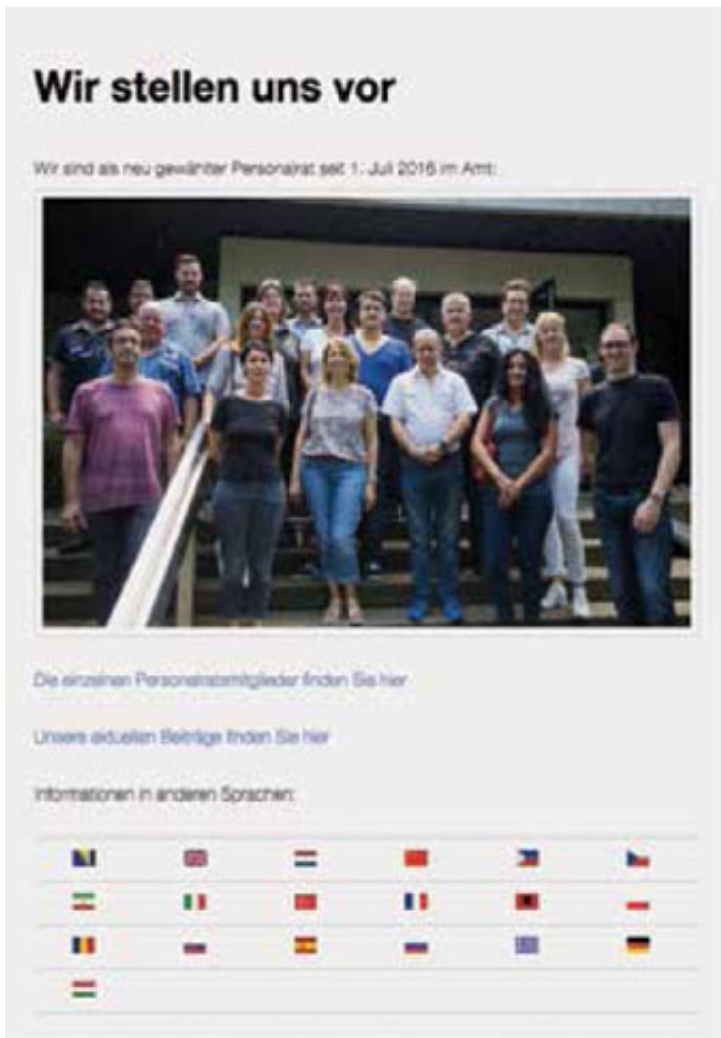 Wir stellen uns vor
Wir sind als neu gewählter Personalrat seit 1. Juli 2016 im Amt:
Die einzelnen Personalratsmitglieder finden Sie hier
Unsere aktuellen Beiträge finden Sie hier
Informationen in anderen Sprachen: